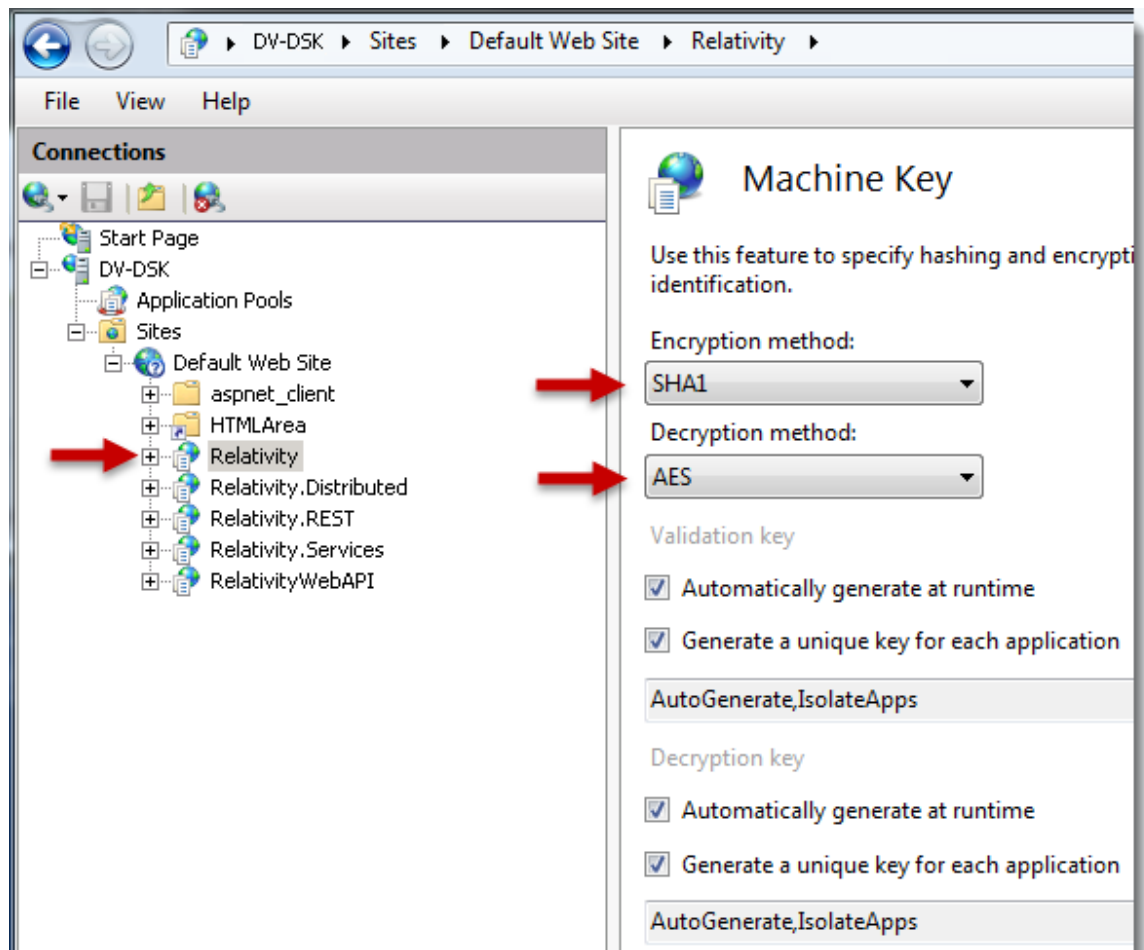 DV-DSK Sites Default Web Site Relativity
File View Help
Connections
Start Page
DV-DSK
Application Pools
Sites
Default Web Site
aspnet_client
HTMLArea
Relativity
Relativity.Distributed
Relativity.REST
Relativity.Services
RelativityWebAPI
Machine Key
Use this feature to specify hashing and encrypti
identification.
Encryption method:
SHA1
Decryption method:
AES
Validation key
Automatically generate at runtime
Generate a unique key for each application
AutoGenerate,IsolateApps
Decryption key
Automatically generate at runtime
Generate a unique key for each application
AutoGenerate,IsolateApps